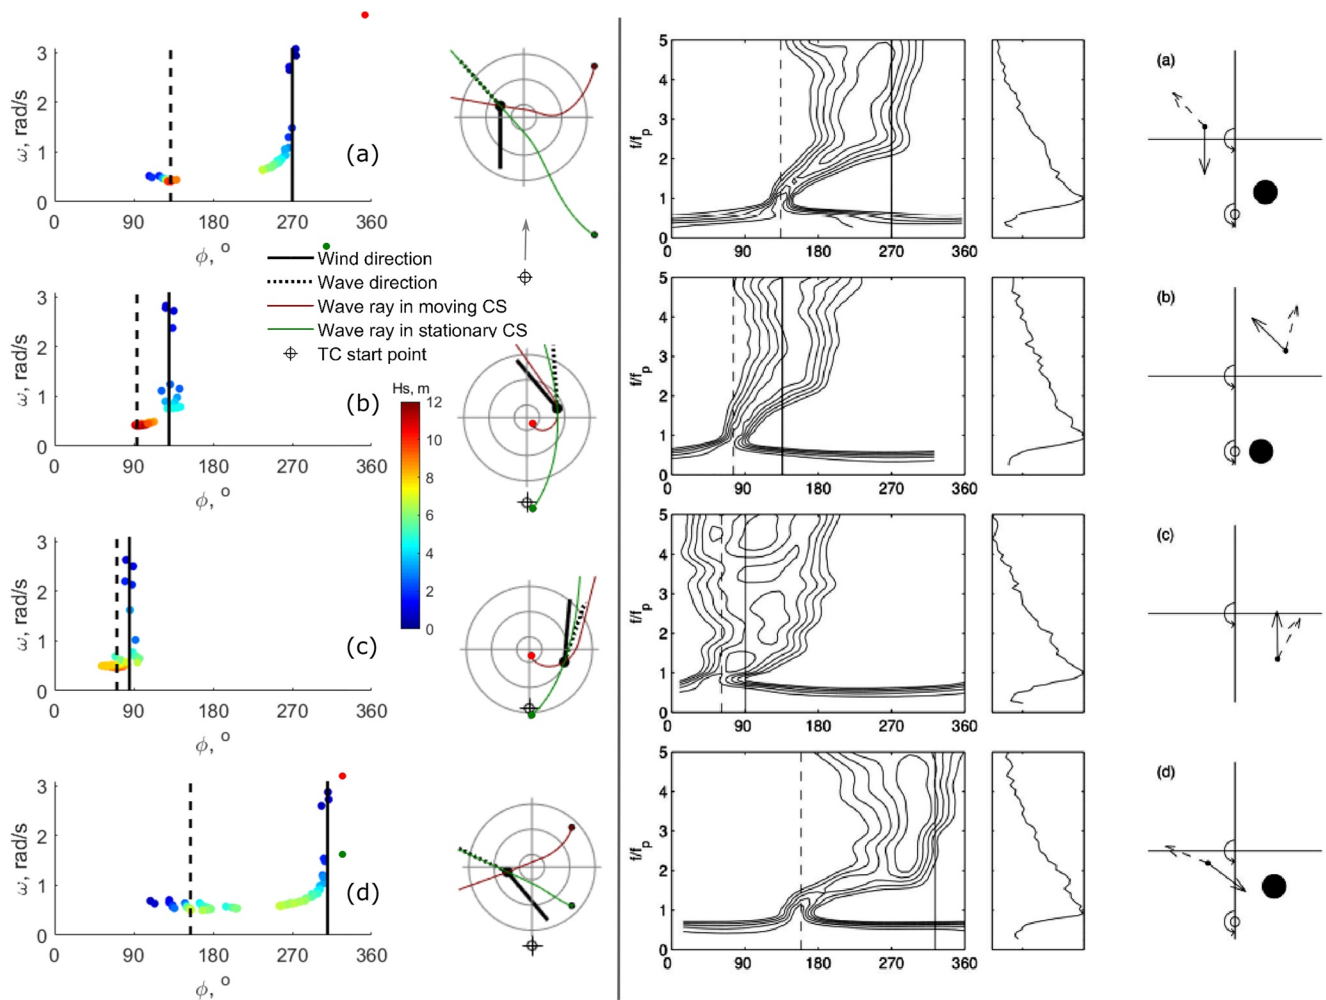 3
2
1
0
ω, rad/s
0 90 180 270 360
ϕ, °
(a)
Wind direction
Wave direction
Wave ray in moving CS
Wave ray in stationary CS
TC start point
3
2
1
0
ω, rad/s
0 90 180 270 360
ϕ, °
(b)
Hs, m
12
10
8
6
4
2
0
3
2
1
0
ω, rad/s
0 90 180 270 360
ϕ, °
(c)
3
2
1
0
ω, rad/s
0 90 180 270 360
ϕ, °
(d)
5
4
3
2
1
0
f/fp
0 90 180 270 360
(a)
5
4
3
2
1
0
f/fp
0 90 180 270 360
(b)
5
4
3
2
1
0
f/fp
0 90 180 270 360
(c)
5
4
3
2
1
0
f/fp
0 90 180 270 360
(d)